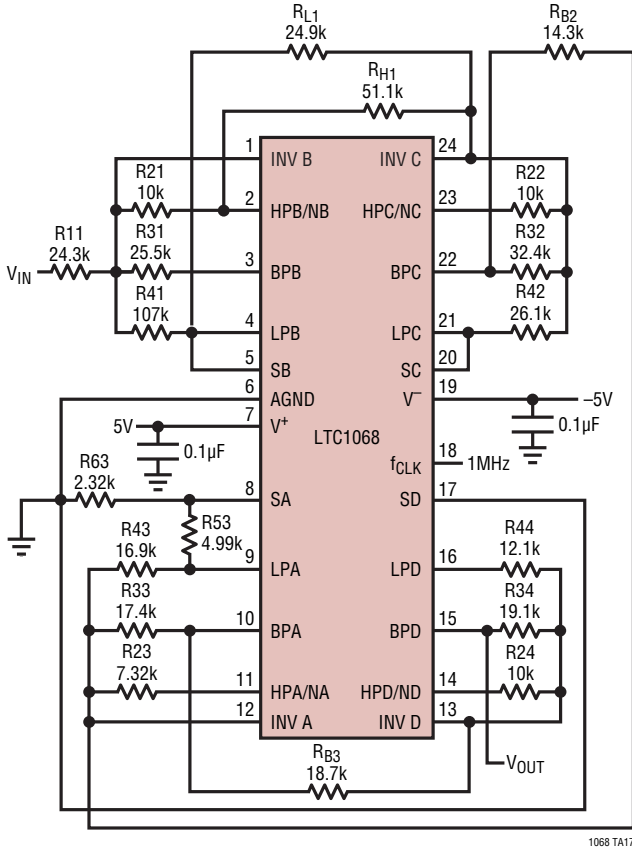 RL1
24.9k
RB2
14.3k
RH1
51.1k
1
INV B
INV C
24
R21
10k
2
HPB/NB
HPC/NC
23
R22
10k
R11
24.3k
VIN
R31
25.5k
3
BPB
BPC
22
R32
32.4k
R41
107k
4
LPB
LPC
21
R42
26.1k
5
SB
SC
20
6
AGND
V−
19
–5V
0.1µF
5V
7
V+
0.1µF
LTC1068
fCLK
18
1MHz
R63
2.32k
8
SA
SD
17
R53
4.99k
R43
16.9k
9
LPA
LPD
16
R44
12.1k
R33
17.4k
10
BPA
BPD
15
R34
19.1k
R23
7.32k
11
HPA/NA
HPD/ND
14
R24
10k
12
INV A
INV D
13
RB3
18.7k
VOUT
1068 TA17